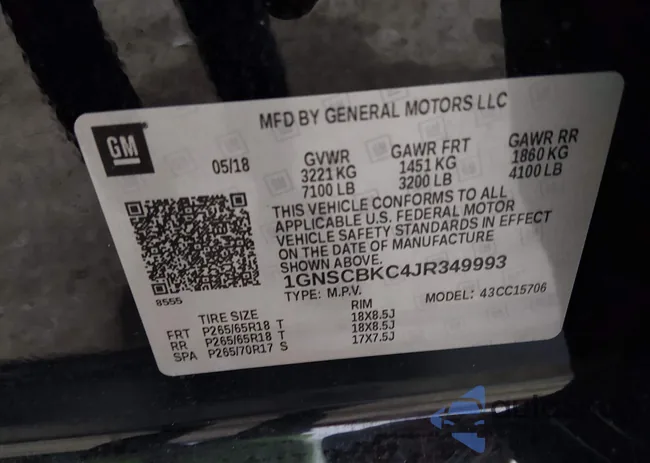 MFD BY GENERAL MOTORS LLC
GM
05/18 GVWR GAWR FRT GAWR RR
3221 KG 1451 KG 1860 KG
7100 LB 3200 LB 4100 LB
THIS VEHICLE CONFORMS TO ALL
APPLICABLE U.S. FEDERAL MOTOR
VEHICLE SAFETY STANDARDS IN EFFECT
ON THE DATE OF MANUFACTURE
SHOWN ABOVE.
1GNSCBKC4JR349993
8555
TYPE: M.P.V. MODEL: 43CC15706
TIRE SIZE RIM
FRT P265/65R18 T 18X8.5J
RR P265/65R18 T 18X8.5J
SPA P265/70R17 S 17X7.5J